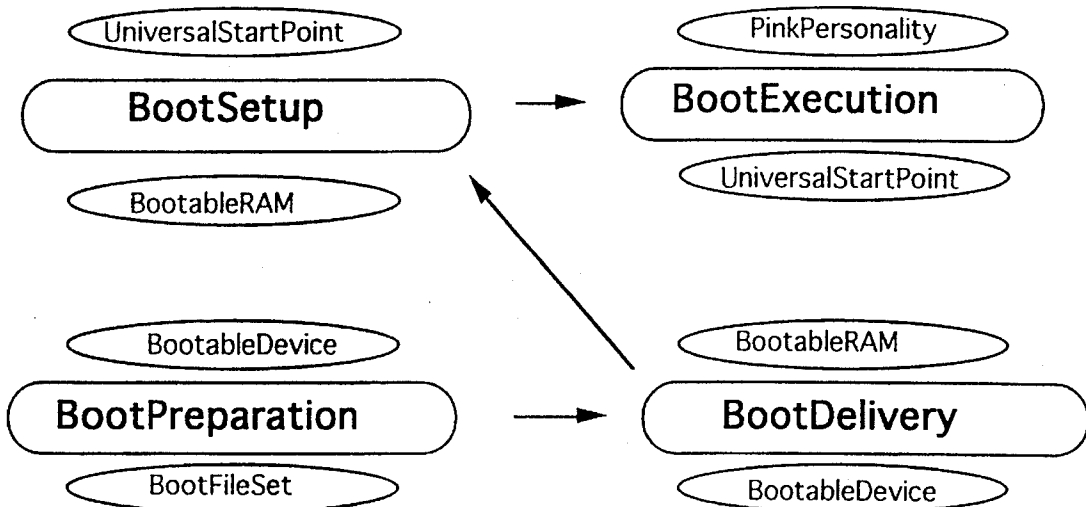 UniversalStartPoint
PinkPersonality
BootSetup
BootExecution
BootableRAM
UniversalStartPoint
BootableDevice
BootableRAM
BootPreparation
BootDelivery
BootFileSet
BootableDevice